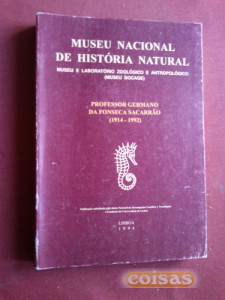 MUSEU NACIONAL
DE HISTÓRIA NATURAL
MUSEU E LABORATÓRIO ZOOLÓGICO E ANTROPOLÓGICO
(MUSEU BOCAGE)
PROFESSOR GERMANO
DA FONSECA SACARRÃO
(1914 - 1992)
LISBOA
1994
coisas